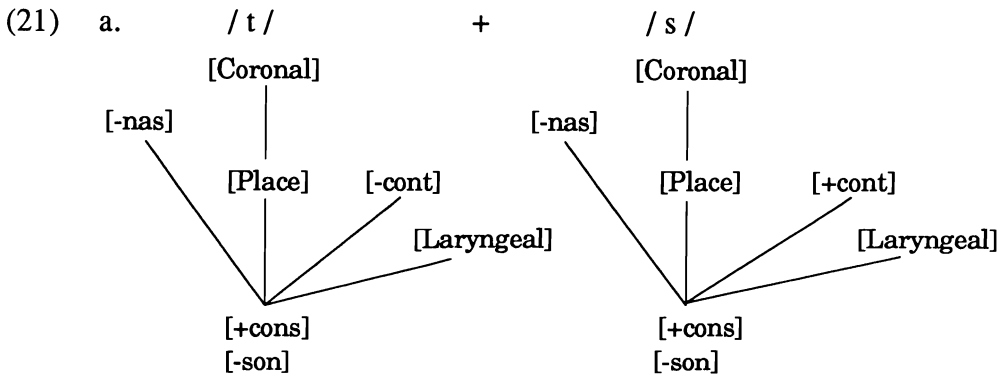 (21) a. / t / + / s /
[Coronal] [Coronal]
[-nas] [-nas]
[Place] [-cont] [Place] [+cont]
[Laryngeal] [Laryngeal]
[+cons] [+cons]
[-son] [-son]